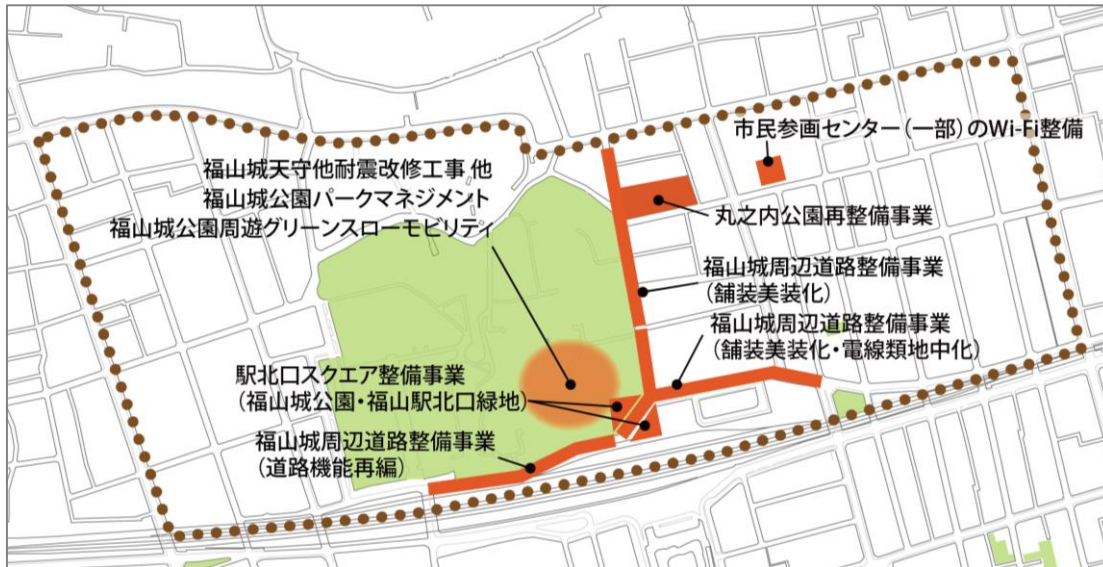 市民参画センター(一部)のWi-Fi整備
福山城天守他耐震改修工事 他
福山城公園パークマネジメント
福山城公園周遊グリーンスローモビリティ
丸之内公園再整備事業
福山城周辺道路整備事業
(舗装美装化)
福山城周辺道路整備事業
(舗装美装化・電線類地中化)
駅北口スクエア整備事業
(福山城公園・福山駅北口緑地)
福山城周辺道路整備事業
(道路機能再編)